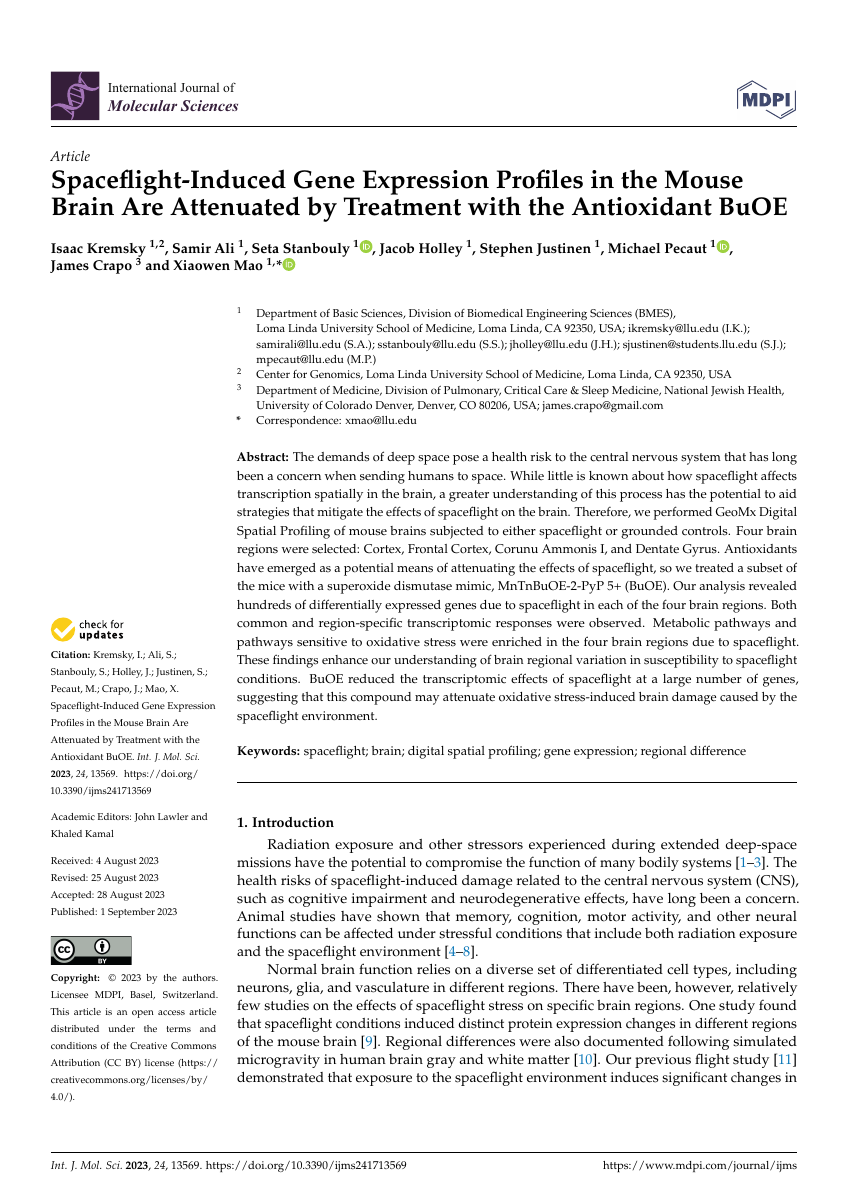 International Journal of
Molecular Sciences
MDPI
Article
Spaceflight-Induced Gene Expression Profiles in the Mouse
Brain Are Attenuated by Treatment with the Antioxidant BuOE
Isaac Kremsky 1,2, Samir Ali 1, Seta Stanbouly 1 iD, Jacob Holley 1, Stephen Justinen 1, Michael Pecaut 1 iD,
James Crapo 3 and Xiaowen Mao 1,* iD
1 Department of Basic Sciences, Division of Biomedical Engineering Sciences (BMES),
Loma Linda University School of Medicine, Loma Linda, CA 92350, USA; ikremsky@llu.edu (I.K.);
samirali@llu.edu (S.A.); sstanbouly@llu.edu (S.S.); jholley@llu.edu (J.H.); sjustinen@students.llu.edu (S.J.);
mpecaut@llu.edu (M.P.)
2 Center for Genomics, Loma Linda University School of Medicine, Loma Linda, CA 92350, USA
3 Department of Medicine, Division of Pulmonary, Critical Care & Sleep Medicine, National Jewish Health,
University of Colorado Denver, Denver, CO 80206, USA; james.crapo@gmail.com
* Correspondence: xmao@llu.edu
Abstract: The demands of deep space pose a health risk to the central nervous system that has long
been a concern when sending humans to space. While little is known about how spaceflight affects
transcription spatially in the brain, a greater understanding of this process has the potential to aid
strategies that mitigate the effects of spaceflight on the brain. Therefore, we performed GeoMx Digital
Spatial Profiling of mouse brains subjected to either spaceflight or grounded controls. Four brain
regions were selected: Cortex, Frontal Cortex, Corunu Ammonis I, and Dentate Gyrus. Antioxidants
have emerged as a potential means of attenuating the effects of spaceflight, so we treated a subset of
the mice with a superoxide dismutase mimic, MnTnBuOE-2-PyP 5+ (BuOE). Our analysis revealed
hundreds of differentially expressed genes due to spaceflight in each of the four brain regions. Both
common and region-specific transcriptomic responses were observed. Metabolic pathways and
pathways sensitive to oxidative stress were enriched in the four brain regions due to spaceflight.
These findings enhance our understanding of brain regional variation in susceptibility to spaceflight
conditions. BuOE reduced the transcriptomic effects of spaceflight at a large number of genes,
suggesting that this compound may attenuate oxidative stress-induced brain damage caused by the
spaceflight environment.
Keywords: spaceflight; brain; digital spatial profiling; gene expression; regional difference
check for
updates
Citation: Kremsky, I.; Ali, S.;
Stanbouly, S.; Holley, J.; Justinen, S.;
Pecaut, M.; Crapo, J.; Mao, X.
Spaceflight-Induced Gene Expression
Profiles in the Mouse Brain Are
Attenuated by Treatment with the
Antioxidant BuOE. Int. J. Mol. Sci.
2023, 24, 13569. https://doi.org/
10.3390/ijms241713569
Academic Editors: John Lawler and
Khaled Kamal
Received: 4 August 2023
Revised: 25 August 2023
Accepted: 28 August 2023
Published: 1 September 2023
CC BY
Copyright: © 2023 by the authors.
Licensee MDPI, Basel, Switzerland.
This article is an open access article
distributed under the terms and
conditions of the Creative Commons
Attribution (CC BY) license (https://
creativecommons.org/licenses/by/
4.0/).
1. Introduction
Radiation exposure and other stressors experienced during extended deep-space
missions have the potential to compromise the function of many bodily systems [1–3]. The
health risks of spaceflight-induced damage related to the central nervous system (CNS),
such as cognitive impairment and neurodegenerative effects, have long been a concern.
Animal studies have shown that memory, cognition, motor activity, and other neural
functions can be affected under stressful conditions that include both radiation exposure
and the spaceflight environment [4–8].
Normal brain function relies on a diverse set of differentiated cell types, including
neurons, glia, and vasculature in different regions. There have been, however, relatively
few studies on the effects of spaceflight stress on specific brain regions. One study found
that spaceflight conditions induced distinct protein expression changes in different regions
of the mouse brain [9]. Regional differences were also documented following simulated
microgravity in human brain gray and white matter [10]. Our previous flight study [11]
demonstrated that exposure to the spaceflight environment induces significant changes in
Int. J. Mol. Sci. 2023, 24, 13569. https://doi.org/10.3390/ijms241713569
https://www.mdpi.com/journal/ijms